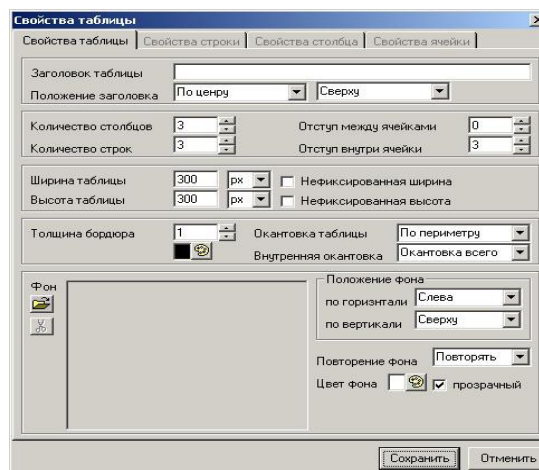 Свойства таблицы
Свойства таблицы Свойства строки Свойства столбца Свойства ячейки
Заголовок таблицы
Положение заголовка По ценру Сверху
Количество столбцов 3 Отступ между ячейками 0
Количество строк 3 Отступ внутри ячейки 3
Ширина таблицы 300 px Нефиксированная ширина
Высота таблицы 300 px Нефиксированная высота
Толщина бордюра 1 Окантовка таблицы По периметру
Внутренняя окантовка Окантовка всего
Фон Положение фона
по горизнтали Слева
по вертикали Сверху
Повторение фона Повторять
Цвет фона прозрачный
Сохранить Отменить